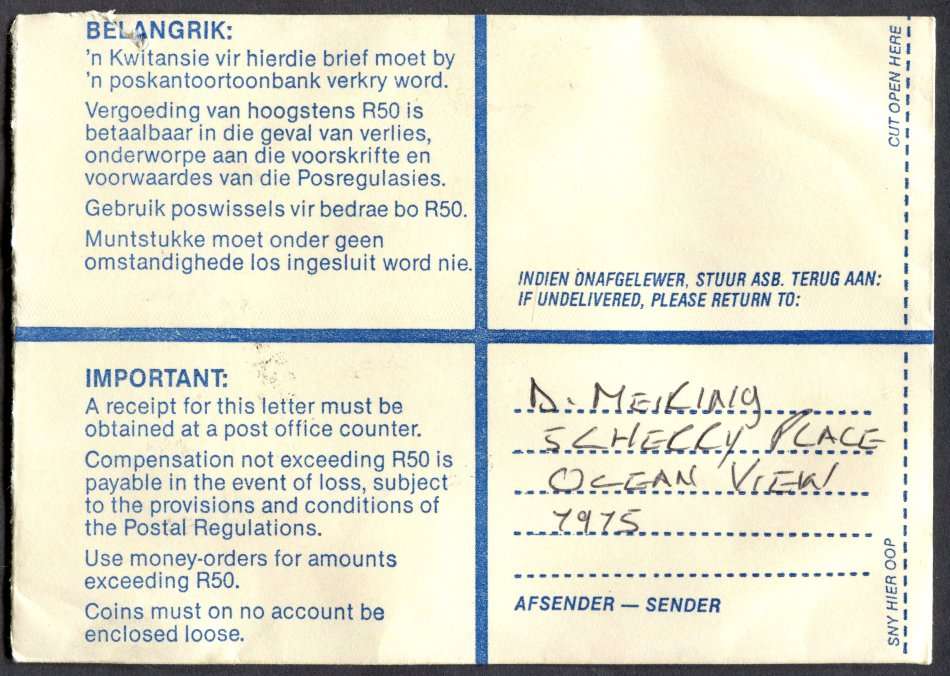 BELANGRIK:
'n Kwitansie vir hierdie brief moet by
'n poskantoortoonbank verkry word.
Vergoeding van hoogstens R50 is
betaalbaar in die geval van verlies,
onderworpe aan die voorskrifte en
voorwaardes van die Posregulasies.
Gebruik poswissels vir bedrae bo R50.
Muntstukke moet onder geen
omstandighede los ingesluit word nie.
IMPORTANT:
A receipt for this letter must be
obtained at a post office counter.
Compensation not exceeding R50 is
payable in the event of loss, subject
to the provisions and conditions of
the Postal Regulations.
Use money-orders for amounts
exceeding R50.
Coins must on no account be
enclosed loose.
CUT OPEN HERE
INDIEN ONAFGELEWER, STUUR ASB. TERUG AAN:
IF UNDELIVERED, PLEASE RETURN TO:
D. MEIKING
PLACE
OCEAN VIEW
7975
AFSENDER — SENDER
SNY HIER OOP